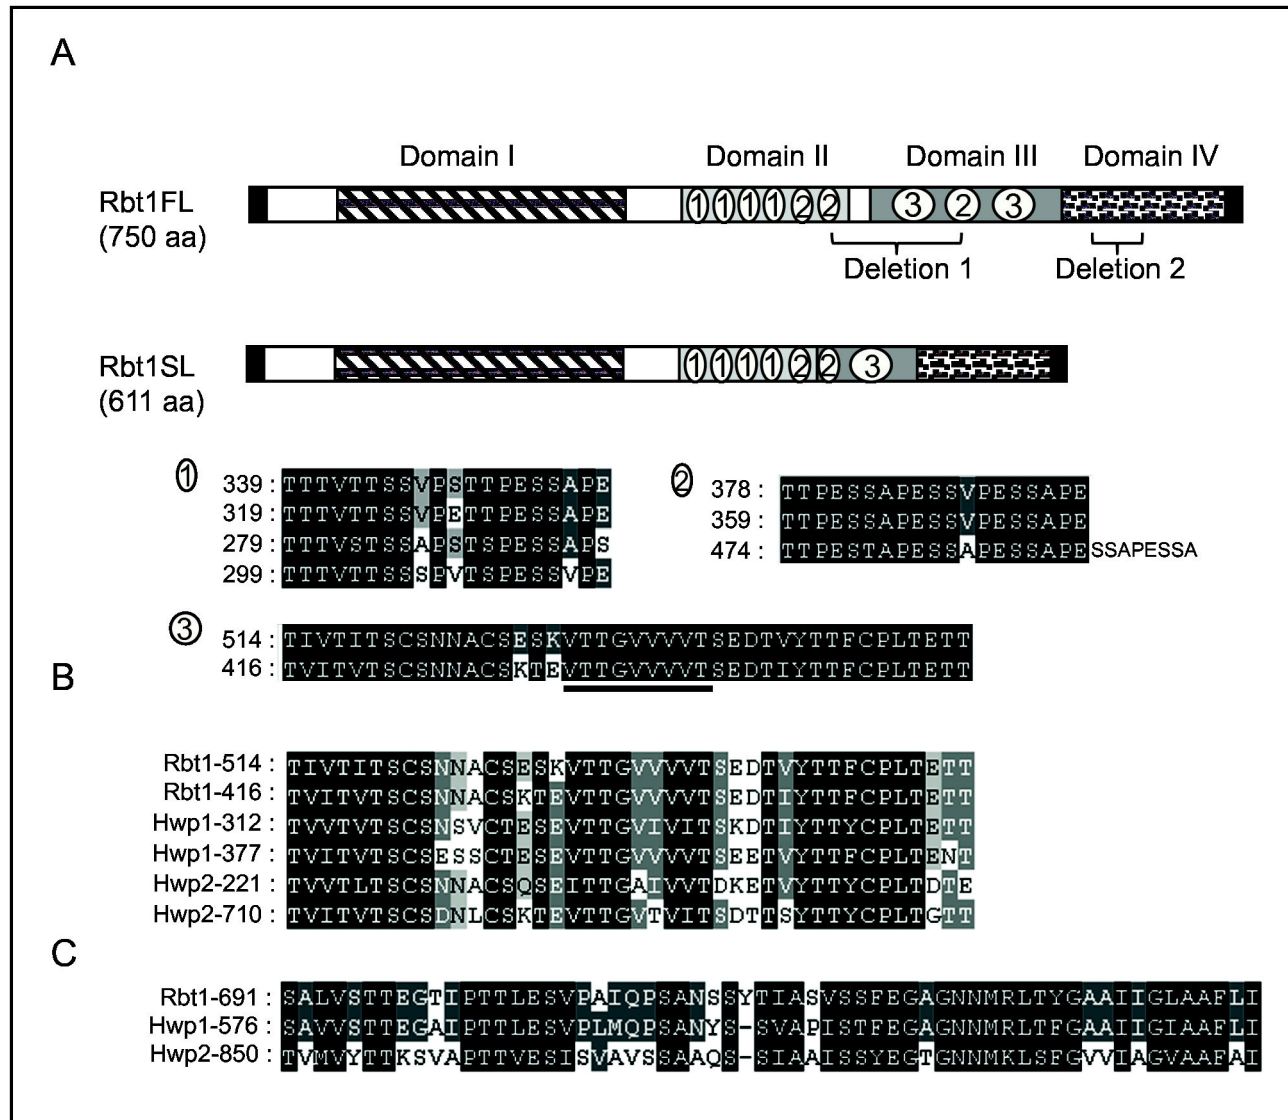 A
Domain I Domain II Domain III Domain IV
Rbt1FL
(750 aa)
1 1 1 1 2 2 3 2 3
Deletion 1 Deletion 2
Rbt1SL
(611 aa)
1 1 1 1 2 2 3
1
339 : TTTVTTSSVPSTTPESSAPE
319 : TTTVTTSSVPETTPESSAPE
279 : TTTVSTSSAPSTSPESSAPS
299 : TTTVTTSSSPVTSPESSVPE
2
378 : TTPESSAPESSVPESSAPE
359 : TTPESSAPESSVPESSAPE
474 : TTPESTAPESSAPESSAPESSAPESSA
3
514 : TIVTITSCSNNACSESKVTTGVVVVTSEDTVYTTFCPLTETT
416 : TVITVTSCSNNACSKTEVTTGVVVVTSEDTIYTTFCPLTETT
B
Rbt1-514 : TIVTITSCSNNACSESKVTTGVVVVTSEDTVYTTFCPLTETT
Rbt1-416 : TVITVTSCSNNACSKTEVTTGVVVVTSEDTIYTTFCPLTETT
Hwp1-312 : TVVTVTSCSNSVCTESEVTTGVIVITSKDTIYTTYCPLTETT
Hwp1-377 : TVITVTSCSESSCTESEVTTGVVVVTSEETVYTTFCPLTENT
Hwp2-221 : TVVTLTSCSNNACSQSEITTGAIVVTDKETVYTTYCPLTDTE
Hwp2-710 : TVITVTSCSDNLCSKTEVTTGVTVITSDTTSYTTYCPLTGTT
C
Rbt1-691 : SALVSTTEGTIPTTLESVPAIQPSANSSYTIASVSSFEGAGNNMRLTYGAAIIGLAAFLI
Hwp1-576 : SAVVSTTEGAIPTTLESVPLMQPSANYS-SVAPISTFEGAGNNMRLTFGAAIIGIAAFLI
Hwp2-850 : TVMVYTTKSVAPTTVESISVAVSSAAQS-SIAAISSYEGTGNNMKLSFGVVIAGVAAFAI